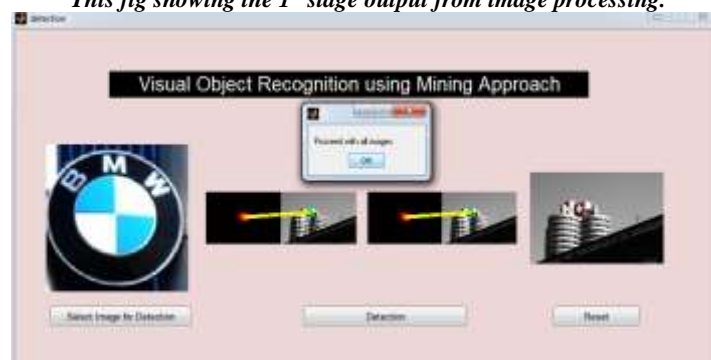 This fig showing the 1 stage output from image processing.
detection
Visual Object Recognition using Mining Approach
Proceed with all images
OK
BMW
Select Image for Detection
Detection
Reset